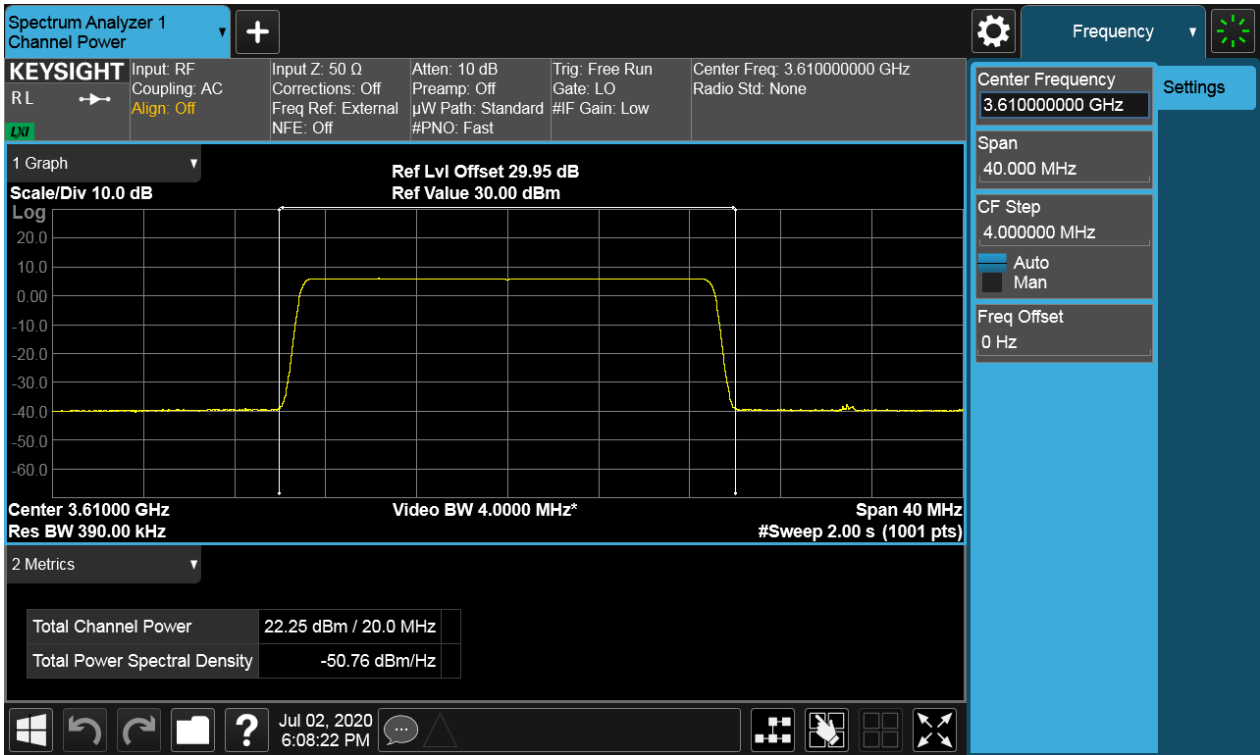 Spectrum Analyzer 1
Channel Power
+
Frequency
KEYSIGHT
RL
LXI
Input: RF
Coupling: AC
Align: Off
Input Z: 50 Ω
Corrections: Off
Freq Ref: External
NFE: Off
Atten: 10 dB
Preamp: Off
µW Path: Standard
#PNO: Fast
Trig: Free Run
Gate: LO
#IF Gain: Low
Center Freq: 3.610000000 GHz
Radio Std: None
Center Frequency
3.610000000 GHz
Settings
Span
40.000 MHz
CF Step
4.000000 MHz
Auto
Man
Freq Offset
0 Hz
1 Graph
Scale/Div 10.0 dB
Ref Lvl Offset 29.95 dB
Ref Value 30.00 dBm
Log
20.0
10.0
0.00
-10.0
-20.0
-30.0
-40.0
-50.0
-60.0
Center 3.61000 GHz
Video BW 4.0000 MHz*
Span 40 MHz
Res BW 390.00 kHz
#Sweep 2.00 s (1001 pts)
2 Metrics
Total Channel Power 22.25 dBm / 20.0 MHz
Total Power Spectral Density -50.76 dBm/Hz
?
Jul 02, 2020
6:08:22 PM